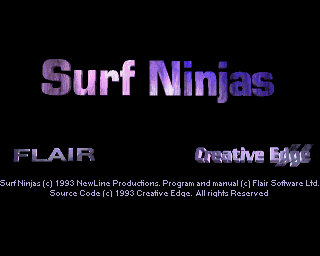 Surf Ninjas
FLAIR
Creative Edge
Surf Ninjas (c) 1993 NewLine Productions. Program and manual (c) Flair Software Ltd.
Source Code (c) 1993 Creative Edge. All rights Reserved